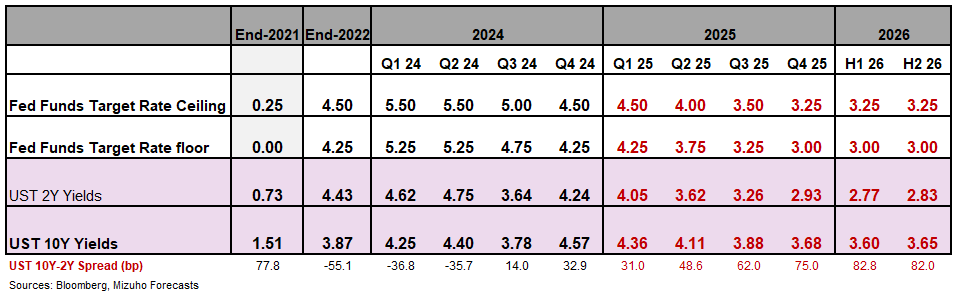 End-2021 End-2022 2024 2025 2026
Q1 24 Q2 24 Q3 24 Q4 24 Q1 25 Q2 25 Q3 25 Q4 25 H1 26 H2 26
Fed Funds Target Rate Ceiling 0.25 4.50 5.50 5.50 5.00 4.50 4.50 4.00 3.50 3.25 3.25 3.25
Fed Funds Target Rate floor 0.00 4.25 5.25 5.25 4.75 4.25 4.25 3.75 3.25 3.00 3.00 3.00
UST 2Y Yields 0.73 4.43 4.62 4.75 3.64 4.24 4.05 3.62 3.26 2.93 2.77 2.83
UST 10Y Yields 1.51 3.87 4.25 4.40 3.78 4.57 4.36 4.11 3.88 3.68 3.60 3.65
UST 10Y-2Y Spread (bp) 77.8 -55.1 -36.8 -35.7 14.0 32.9 31.0 48.6 62.0 75.0 82.8 82.0
Sources: Bloomberg, Mizuho Forecasts